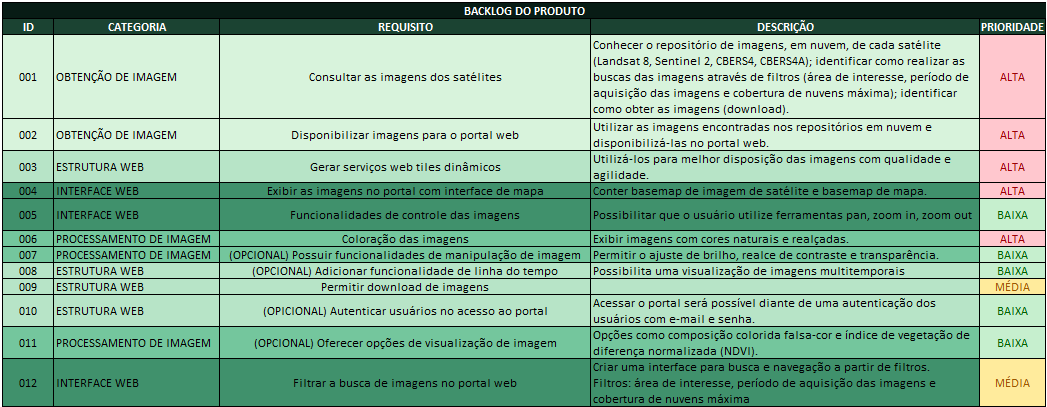 BACKLOG DO PRODUTO
ID CATEGORIA REQUISITO DESCRIÇÃO PRIORIDADE
001 OBTENÇÃO DE IMAGEM Consultar as imagens dos satélites Conhecer o repositório de imagens, em nuvem, de cada satélite
(Landsat 8, Sentinel 2, CBERS4, CBERS4A); identificar como realizar as
buscas das imagens através de filtros (área de interesse, período de
aquisição das imagens e cobertura de nuvens máxima); identificar
como obter as imagens (download). ALTA
002 OBTENÇÃO DE IMAGEM Disponibilizar imagens para o portal web Utilizar as imagens encontradas nos repositórios em nuvem e
disponibilizá-las no portal web. ALTA
003 ESTRUTURA WEB Gerar serviços web tiles dinâmicos Utilizá-los para melhor disposição das imagens com qualidade e
agilidade. ALTA
004 INTERFACE WEB Exibir as imagens no portal com interface de mapa Conter basemap de imagem de satélite e basemap de mapa. ALTA
005 INTERFACE WEB Funcionalidades de controle das imagens Possibilitar que o usuário utilize ferramentas pan, zoom in, zoom out BAIXA
006 PROCESSAMENTO DE IMAGEM Coloração das imagens Exibir imagens com cores naturais e realçadas. ALTA
007 PROCESSAMENTO DE IMAGEM (OPCIONAL) Possuir funcionalidades de manipulação de imagem Permitir o ajuste de brilho, realce de contraste e transparência. BAIXA
008 ESTRUTURA WEB (OPCIONAL) Adicionar funcionalidade de linha do tempo Possibilita uma visualização de imagens multitemporais BAIXA
009 ESTRUTURA WEB Permitir download de imagens MÉDIA
010 ESTRUTURA WEB (OPICIONAL) Autenticar usuários no acesso ao portal Acessar o portal será possível diante de uma autenticação dos
usuários com e-mail e senha. BAIXA
011 PROCESSAMENTO DE IMAGEM (OPCIONAL) Oferecer opções de visualização de imagem Opções como composição colorida falsa-cor e índice de vegetação de
diferença normalizada (NDVI). BAIXA
012 INTERFACE WEB Filtrar a busca de imagens no portal web Criar uma interface para busca e navegação a partir de filtros.
Filtros: área de interesse, período de aquisição das imagens e
cobertura de nuvens máxima MÉDIA